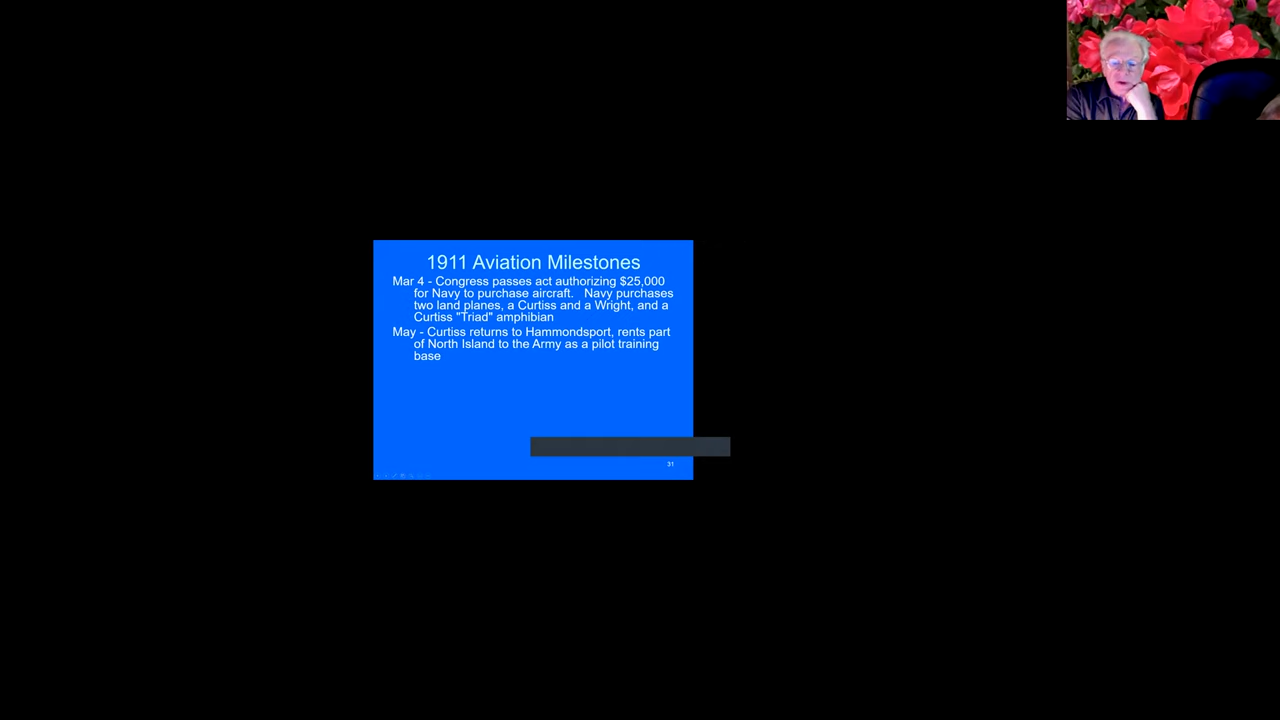 1911 Aviation Milestones
Mar 4 - Congress passes act authorizing $25,000
for Navy to purchase aircraft.   Navy purchases
two land planes, a Curtiss and a Wright, and a
Curtiss "Triad" amphibian
May - Curtiss returns to Hammondsport, rents part
of North Island to the Army as a pilot training
base
31